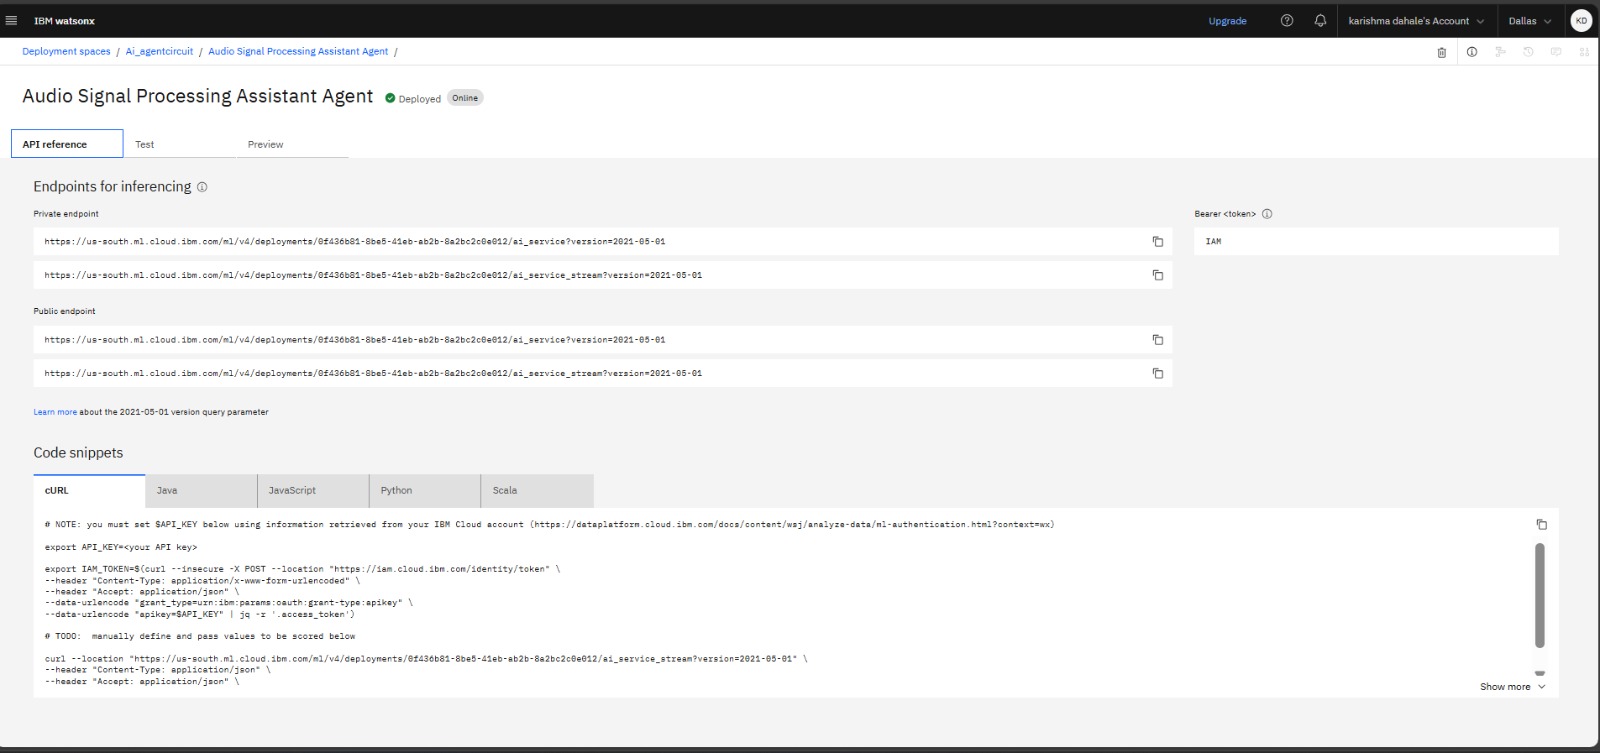 IBM watsonx
Upgrade
karishma dahale's Account
Dallas
KD
Deployment spaces / Ai_agentcircuit / Audio Signal Processing Assistant Agent /
Audio Signal Processing Assistant Agent
Deployed
Online
API reference
Test
Preview
Endpoints for inferencing
Private endpoint
Bearer <token>
https://us-south.ml.cloud.ibm.com/ml/v4/deployments/0f436b81-8be5-41eb-ab2b-8a2bc2c0e012/ai_service?version=2021-05-01
IAM
https://us-south.ml.cloud.ibm.com/ml/v4/deployments/0f436b81-8be5-41eb-ab2b-8a2bc2c0e012/ai_service_stream?version=2021-05-01
Public endpoint
https://us-south.ml.cloud.ibm.com/ml/v4/deployments/0f436b81-8be5-41eb-ab2b-8a2bc2c0e012/ai_service?version=2021-05-01
https://us-south.ml.cloud.ibm.com/ml/v4/deployments/0f436b81-8be5-41eb-ab2b-8a2bc2c0e012/ai_service_stream?version=2021-05-01
Learn more about the 2021-05-01 version query parameter
Code snippets
cURL
Java
JavaScript
Python
Scala
# NOTE: you must set $API_KEY below using information retrieved from your IBM Cloud account (https://dataplatform.cloud.ibm.com/docs/content/wsj/analyze-data/ml-authentication.html?context=wx)
export API_KEY=<your API key>
export IAM_TOKEN=$(curl --insecure -X POST --location "https://iam.cloud.ibm.com/identity/token" \
--header "Content-Type: application/x-www-form-urlencoded" \
--header "Accept: application/json" \
--data-urlencode "grant_type=urn:ibm:params:oauth:grant-type:apikey" \
--data-urlencode "apikey=$API_KEY" | jq -r '.access_token')
# TODO:  manually define and pass values to be scored below
curl --location "https://us-south.ml.cloud.ibm.com/ml/v4/deployments/0f436b81-8be5-41eb-ab2b-8a2bc2c0e012/ai_service_stream?version=2021-05-01" \
--header "Content-Type: application/json" \
--header "Accept: application/json" \
Show more